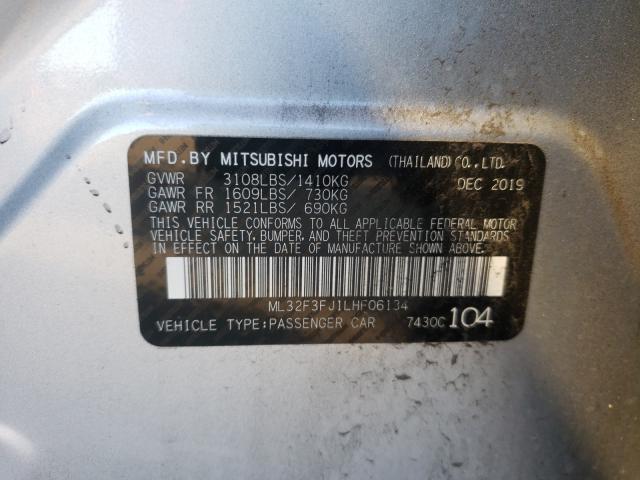 MFD.BY MITSUBISHI MOTORS (THAILAND)CO.,LTD.
GVWR 3108LBS/1410KG DEC 2019
GAWR FR 1609LBS/ 730KG
GAWR RR 1521LBS/ 690KG
THIS VEHICLE CONFORMS TO ALL APPLICABLE FEDERAL MOTOR
VEHICLE SAFETY,BUMPER,AND THEFT PREVENTION STANDARDS
IN EFFECT ON THE DATE OF MANUFACTURE SHOWN ABOVE.
ML32F3FJ1LHF06134
VEHICLE TYPE:PASSENGER CAR 7430C 104